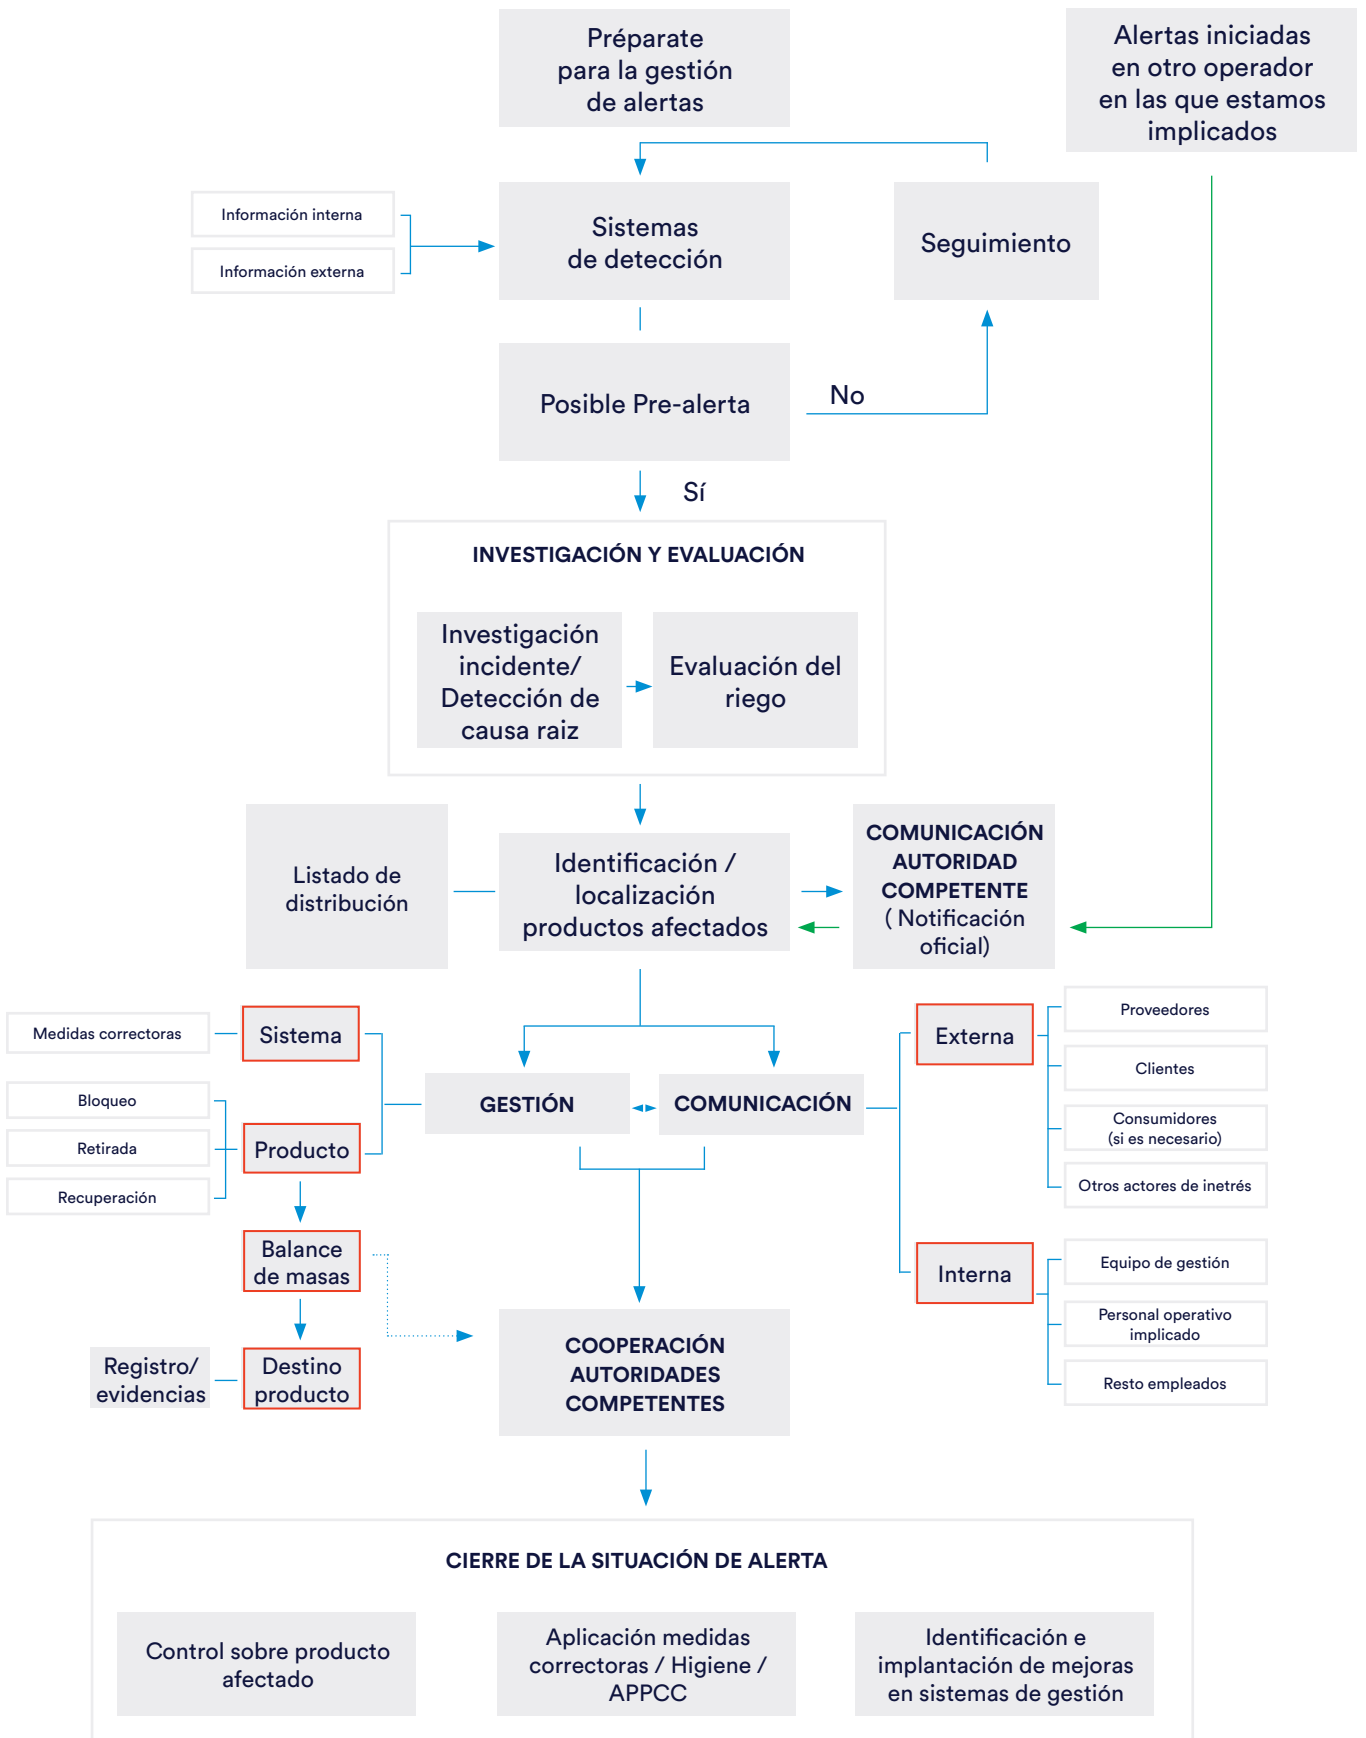 Préparate
para la gestión
de alertas
Alertas iniciadas
en otro operador
en las que estamos
implicados
Información interna
Información externa
Sistemas
de detección
Seguimiento
Posible Pre-alerta
No
Sí
INVESTIGACIÓN Y EVALUACIÓN
Investigación
incidente/
Detección de
causa raiz
Evaluación del
riego
Listado de
distribución
Identificación /
localización
productos afectados
COMUNICACIÓN
AUTORIDAD
COMPETENTE
( Notificación
oficial)
Medidas correctoras
Sistema
Bloqueo
Retirada
Recuperación
Producto
GESTIÓN
COMUNICACIÓN
Externa
Proveedores
Clientes
Consumidores
(si es necesario)
Otros actores de inetrés
Balance
de masas
Interna
Equipo de gestión
Personal operativo
implicado
Resto empleados
Registro/
evidencias
Destino
producto
COOPERACIÓN
AUTORIDADES
COMPETENTES
CIERRE DE LA SITUACIÓN DE ALERTA
Control sobre producto
afectado
Aplicación medidas
correctoras / Higiene /
APPCC
Identificación e
implantación de mejoras
en sistemas de gestión